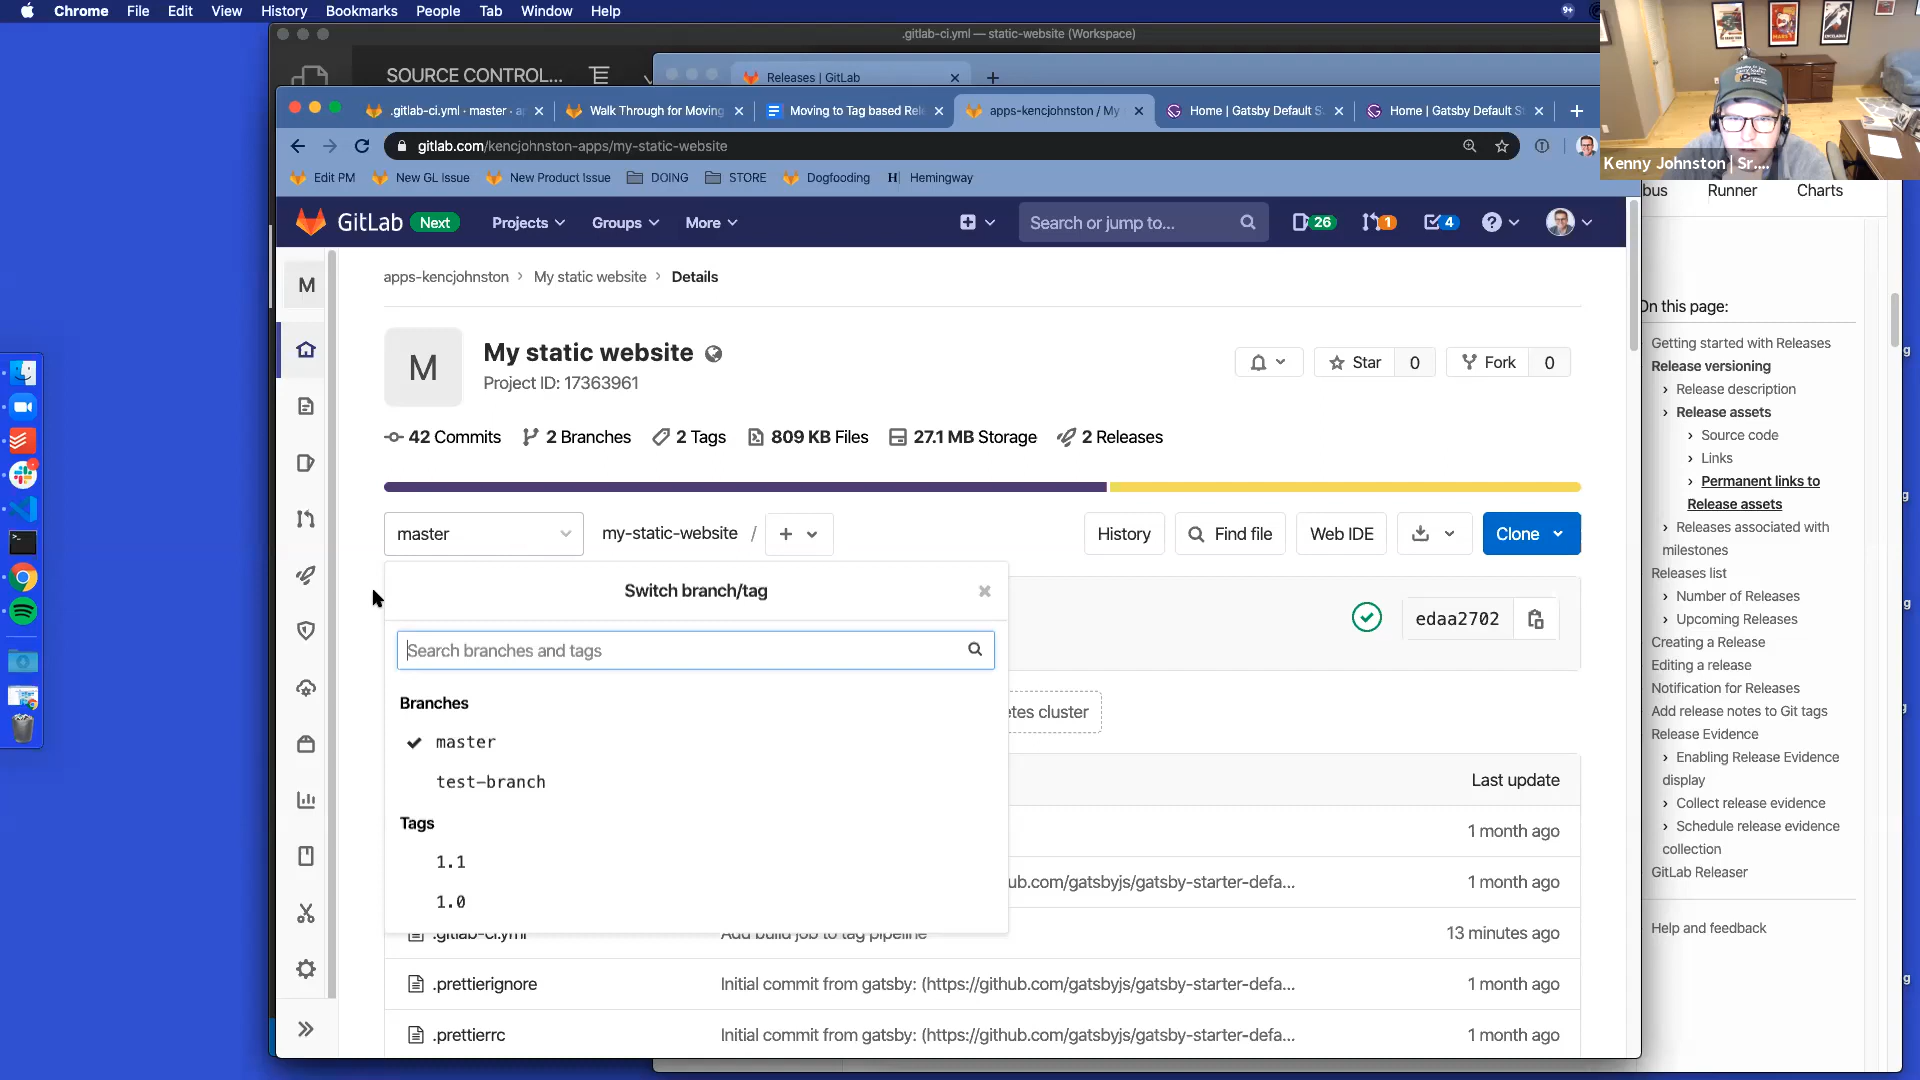 Chrome File Edit View History Bookmarks People Tab Window Help
9+
.gitlab-ci.yml — static-website (Workspace)
SOURCE CONTROL...
Releases | GitLab
.gitlab-ci.yml · master · a
Walk Through for Moving
Moving to Tag based Rel
apps-kencjohnston / My
Home | Gatsby Default S
Home | Gatsby Default S
gitlab.com/kencjohnston-apps/my-static-website
Edit PM
New GL Issue
New Product Issue
DOING
STORE
Dogfooding
Hemingway
Kenny Johnston | Sr....
bus Runner Charts
GitLab Next Projects Groups More Search or jump to... 26 1 4
apps-kencjohnston > My static website > Details
M
M
My static website
Project ID: 17363961
Star 0
Fork 0
42 Commits 2 Branches 2 Tags 809 KB Files 27.1 MB Storage 2 Releases
master
my-static-website /
History Find file Web IDE Clone
Switch branch/tag
Search branches and tags
Branches
master
test-branch
Tags
1.1
1.0
edaa2702
etes cluster
Last update
1 month ago
ub.com/gatsbyjs/gatsby-starter-defa... 1 month ago
.gitlab-ci.yml Add build job to tag pipeline 13 minutes ago
.prettierignore Initial commit from gatsby: (https://github.com/gatsbyjs/gatsby-starter-defa... 1 month ago
.prettierrc Initial commit from gatsby: (https://github.com/gatsbyjs/gatsby-starter-defa... 1 month ago
On this page:
Getting started with Releases
Release versioning
Release description
Release assets
Source code
Links
Permanent links to
Release assets
Releases associated with
milestones
Releases list
Number of Releases
Upcoming Releases
Creating a Release
Editing a release
Notification for Releases
Add release notes to Git tags
Release Evidence
Enabling Release Evidence
display
Collect release evidence
Schedule release evidence
collection
GitLab Releaser
Help and feedback